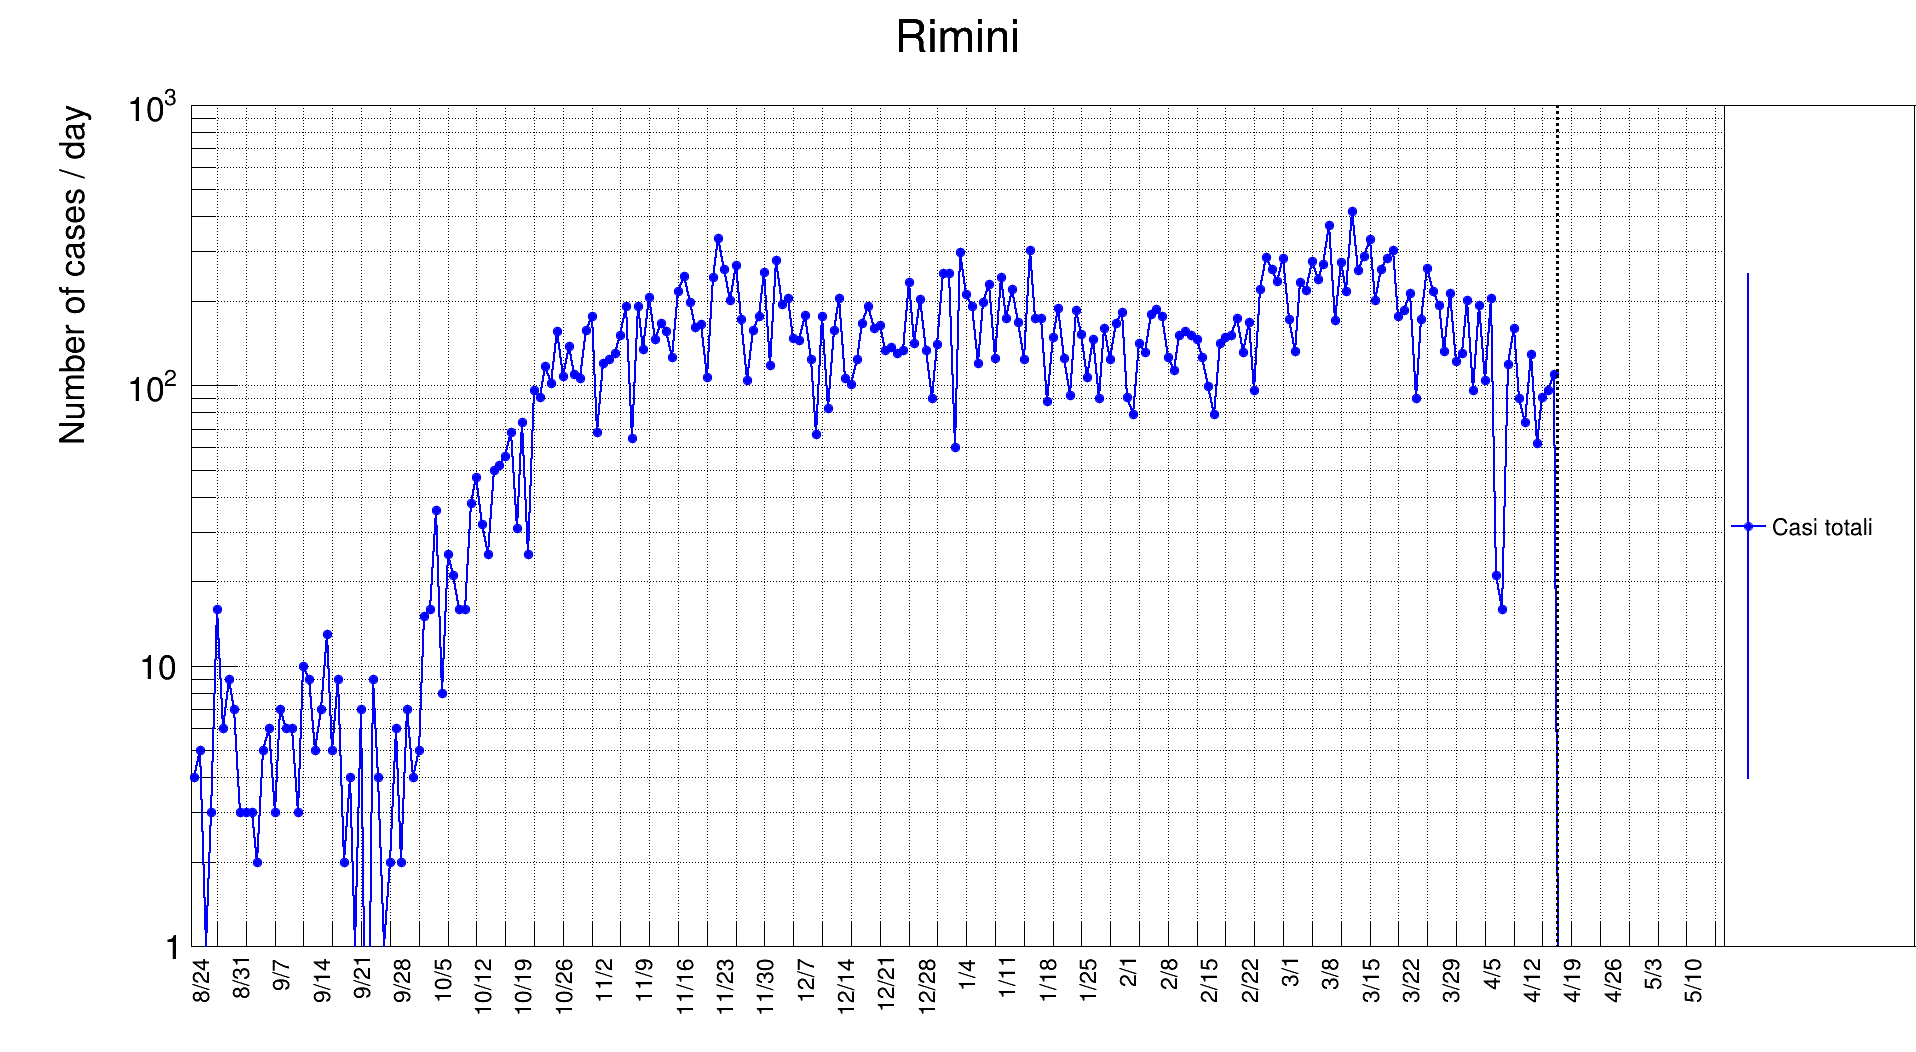 Rimini
Number of cases / day
10³
10²
10
1
8/24 8/31 9/7 9/14 9/21 9/28 10/5 10/12 10/19 10/26 11/2 11/9 11/16 11/23 11/30 12/7 12/14 12/21 12/28 1/4 1/11 1/18 1/25 2/1 2/8 2/15 2/22 3/1 3/8 3/15 3/22 3/29 4/5 4/12 4/19 4/26 5/3 5/10
Casi totali